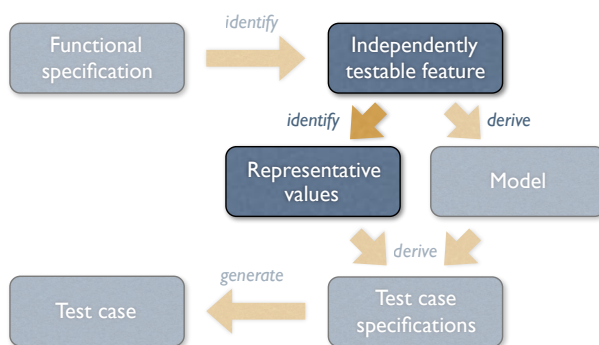 identify
Functional
specification
Independently
testable feature
identify
derive
Representative
values
Model
derive
generate
Test case
Test case
specifications